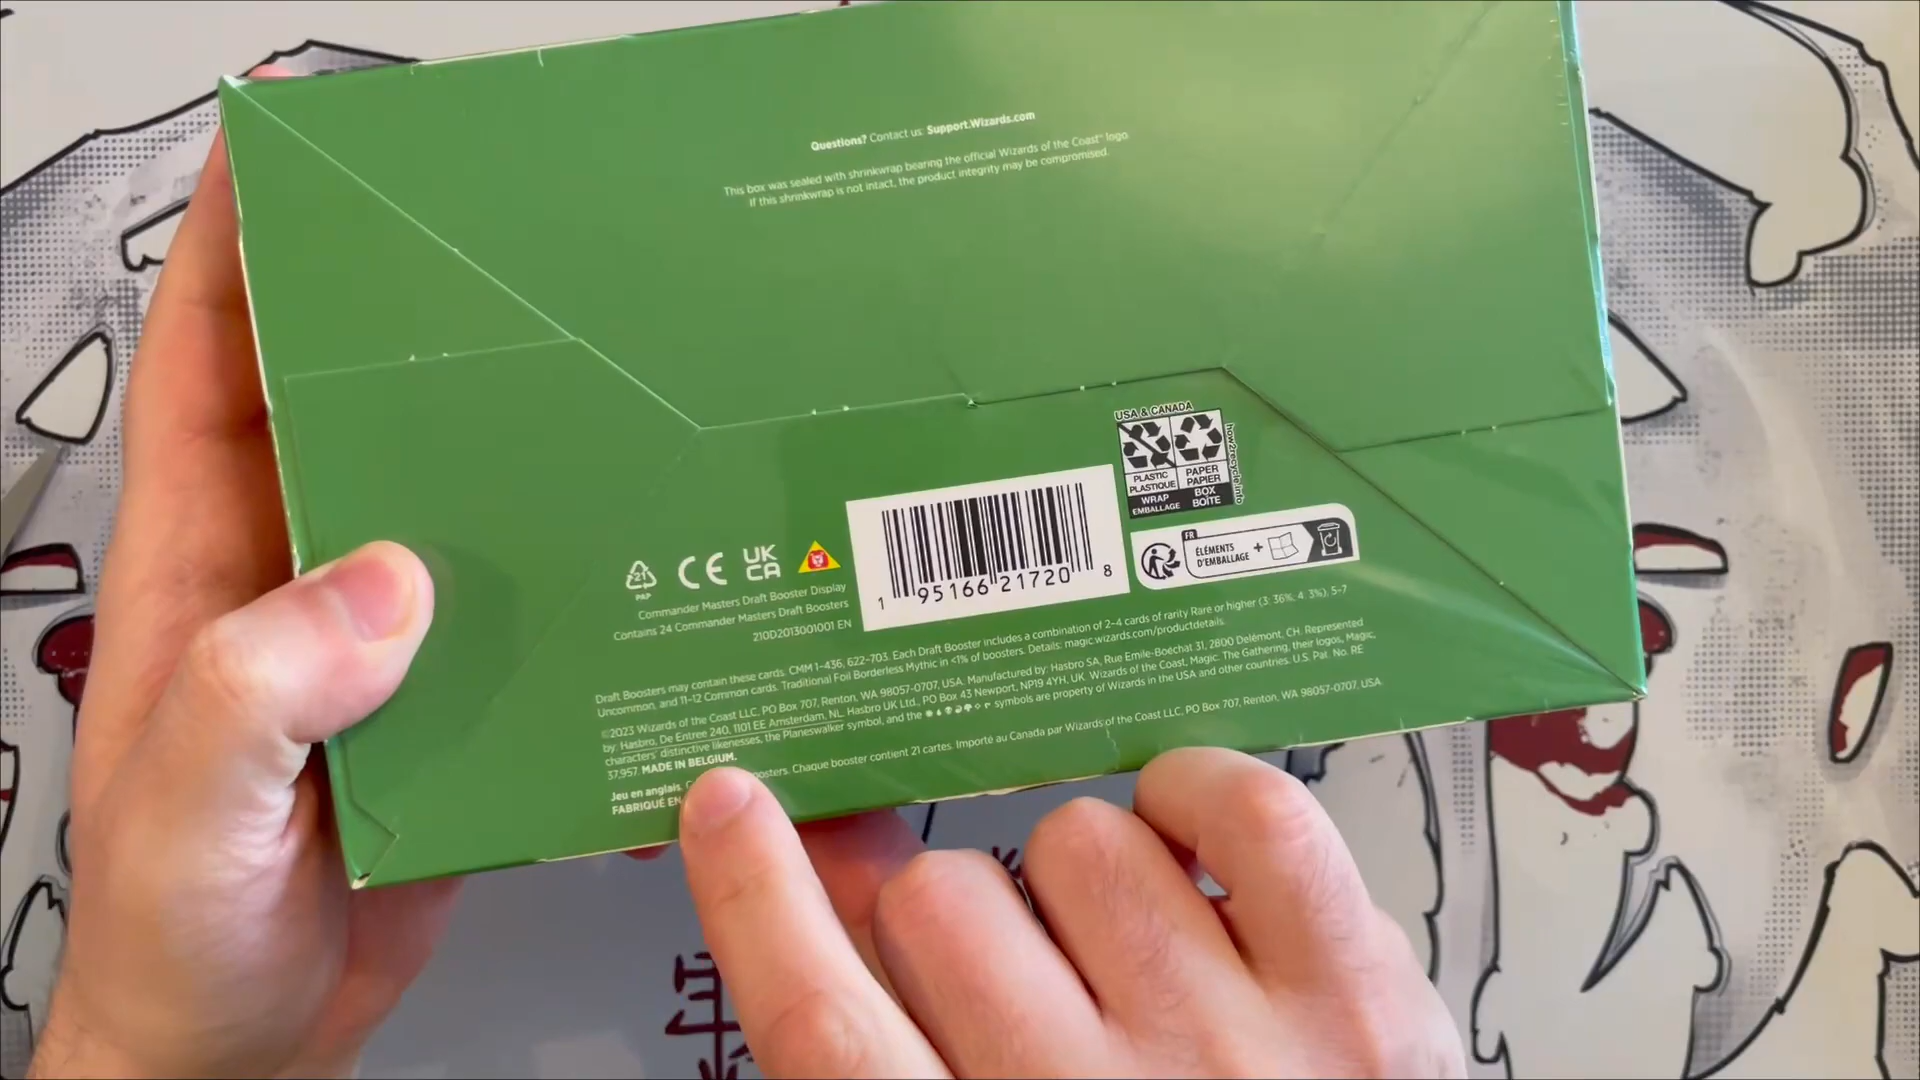 Questions? Contact us: Support.Wizards.com
This box was sealed with shrinkwrap bearing the official Wizards of the Coast® logo.
If this shrinkwrap is not intact, the product integrity may be compromised.
USA & CANADA
PLASTIC
PLASTIQUE
WRAP
EMBALLAGE
PAPER
PAPIER
BOX
BOÎTE
how2recycle.info
21
PAP
CE
UK
CA
Commander Masters Draft Booster Display
Contains 24 Commander Masters Draft Boosters
210D2013001001 EN
1 95166 21720 8
FR
ÉLÉMENTS
D'EMBALLAGE
+
Draft Boosters may contain these cards: CMM 1-436, 622-703. Each Draft Booster includes a combination of 2-4 cards of rarity Rare or higher (3: 36%, 4: 3%), 5-7
Uncommon, and 11-12 Common cards. Traditional Foil Borderless Mythic in <1% of boosters. Details: magic.wizards.com/productdetails.
©2023 Wizards of the Coast LLC, PO Box 707, Renton, WA 98057-0707, USA. Manufactured by: Hasbro SA, Rue Emile-Boéchat 31, 2800 Delémont, CH. Represented
by: Hasbro, De Entree 240, 1101 EE Amsterdam, NL. Hasbro UK Ltd., PO Box 43 Newport, NP19 4YH, UK. Wizards of the Coast, Magic: The Gathering, their logos, Magic,
characters' distinctive likenesses, the Planeswalker symbol, and the symbols are property of Wizards in the USA and other countries. U.S. Pat. No. RE
37,957. MADE IN BELGIUM.
Jeu en anglais. boosters. Chaque booster contient 21 cartes. Importé au Canada par Wizards of the Coast LLC, PO Box 707, Renton, WA 98057-0707, USA.
FABRIQUÉ EN